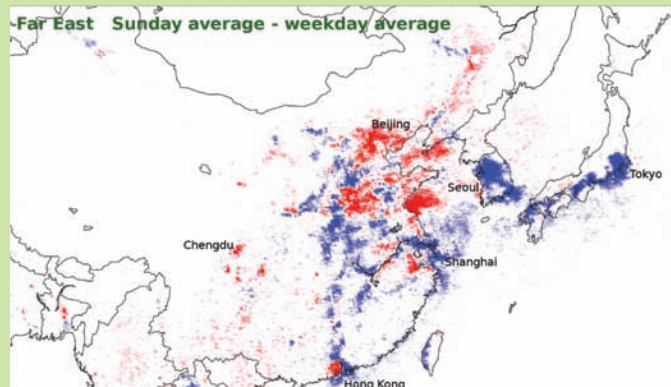 Far East Sunday average - weekday average
Beijing
Seoul
Tokyo
Chengdu
Shanghai
Hong Kong